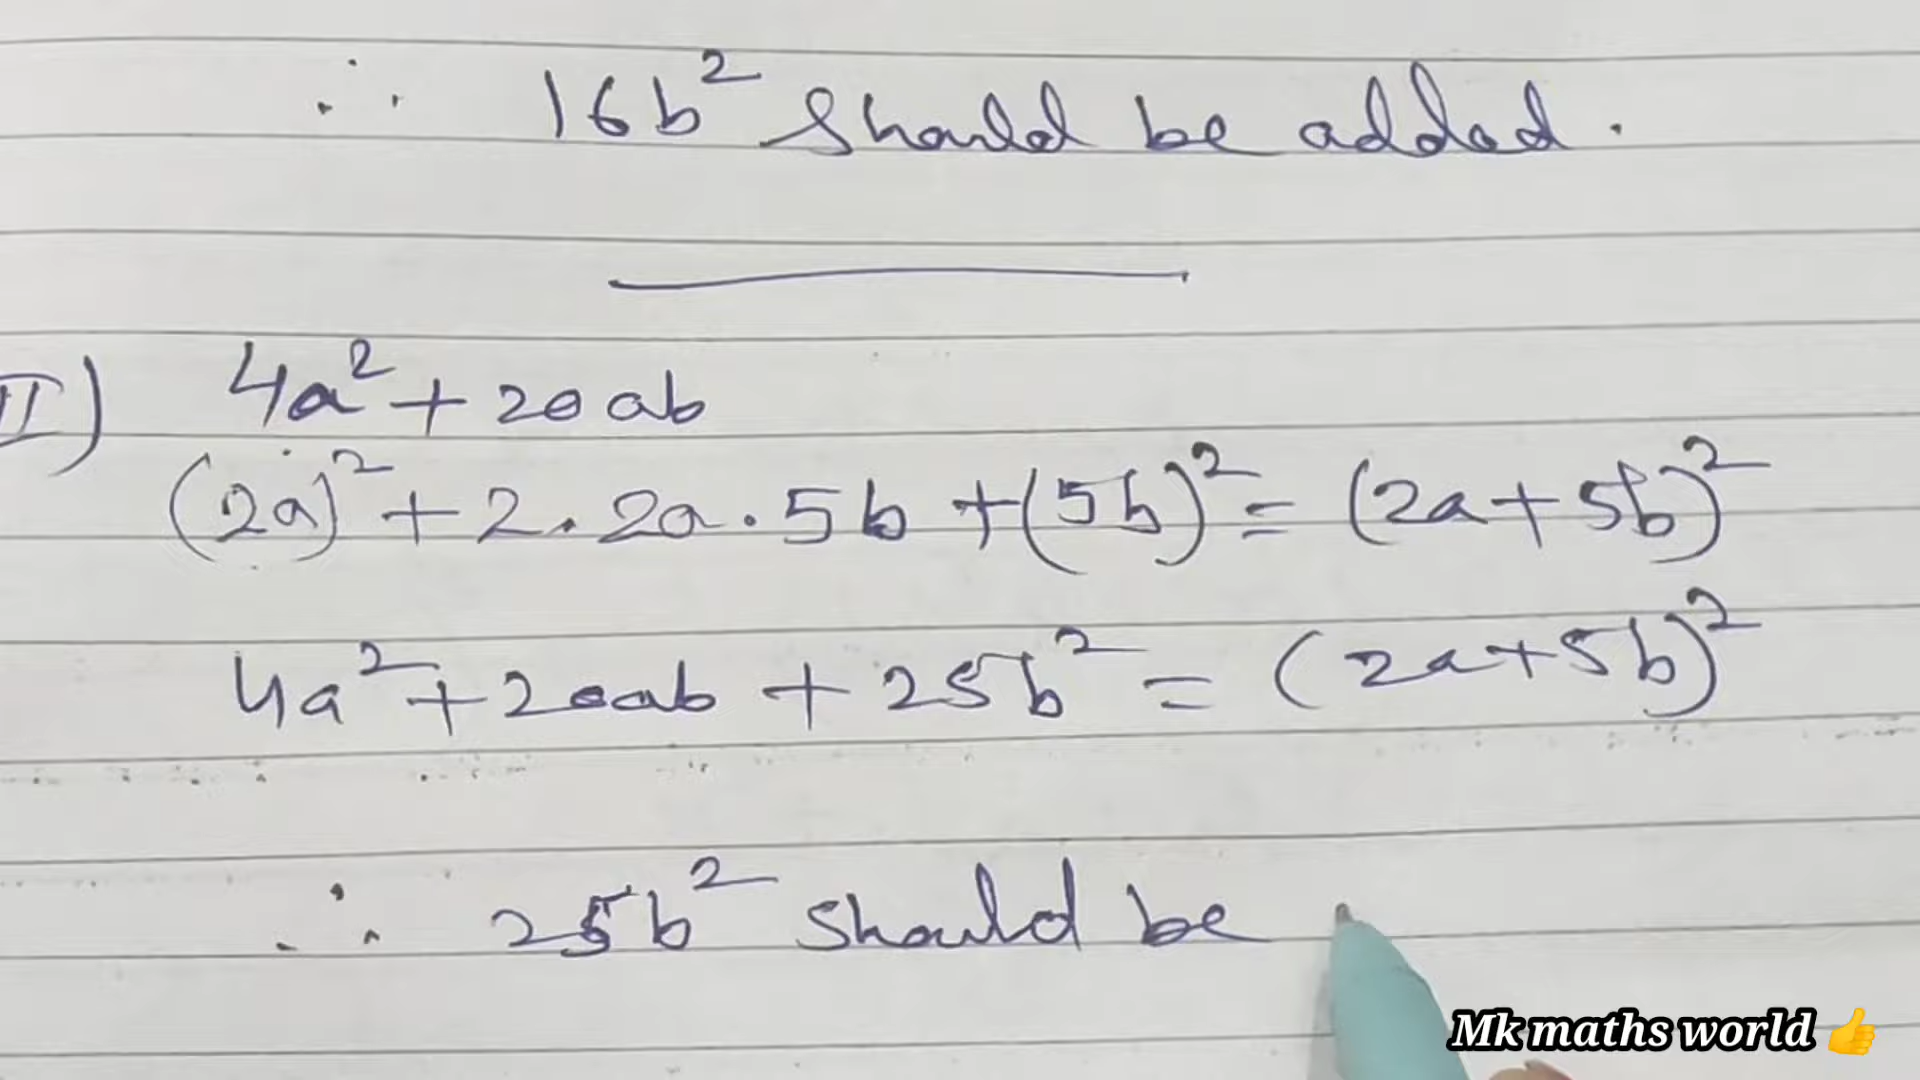 ∴ 16b² should be added.
II) 4a² + 20ab
(2a)² + 2 · 2a · 5b + (5b)² = (2a + 5b)²
4a² + 20ab + 25b² = (2a + 5b)²
∴ 25b² should be
Mk maths world 👍